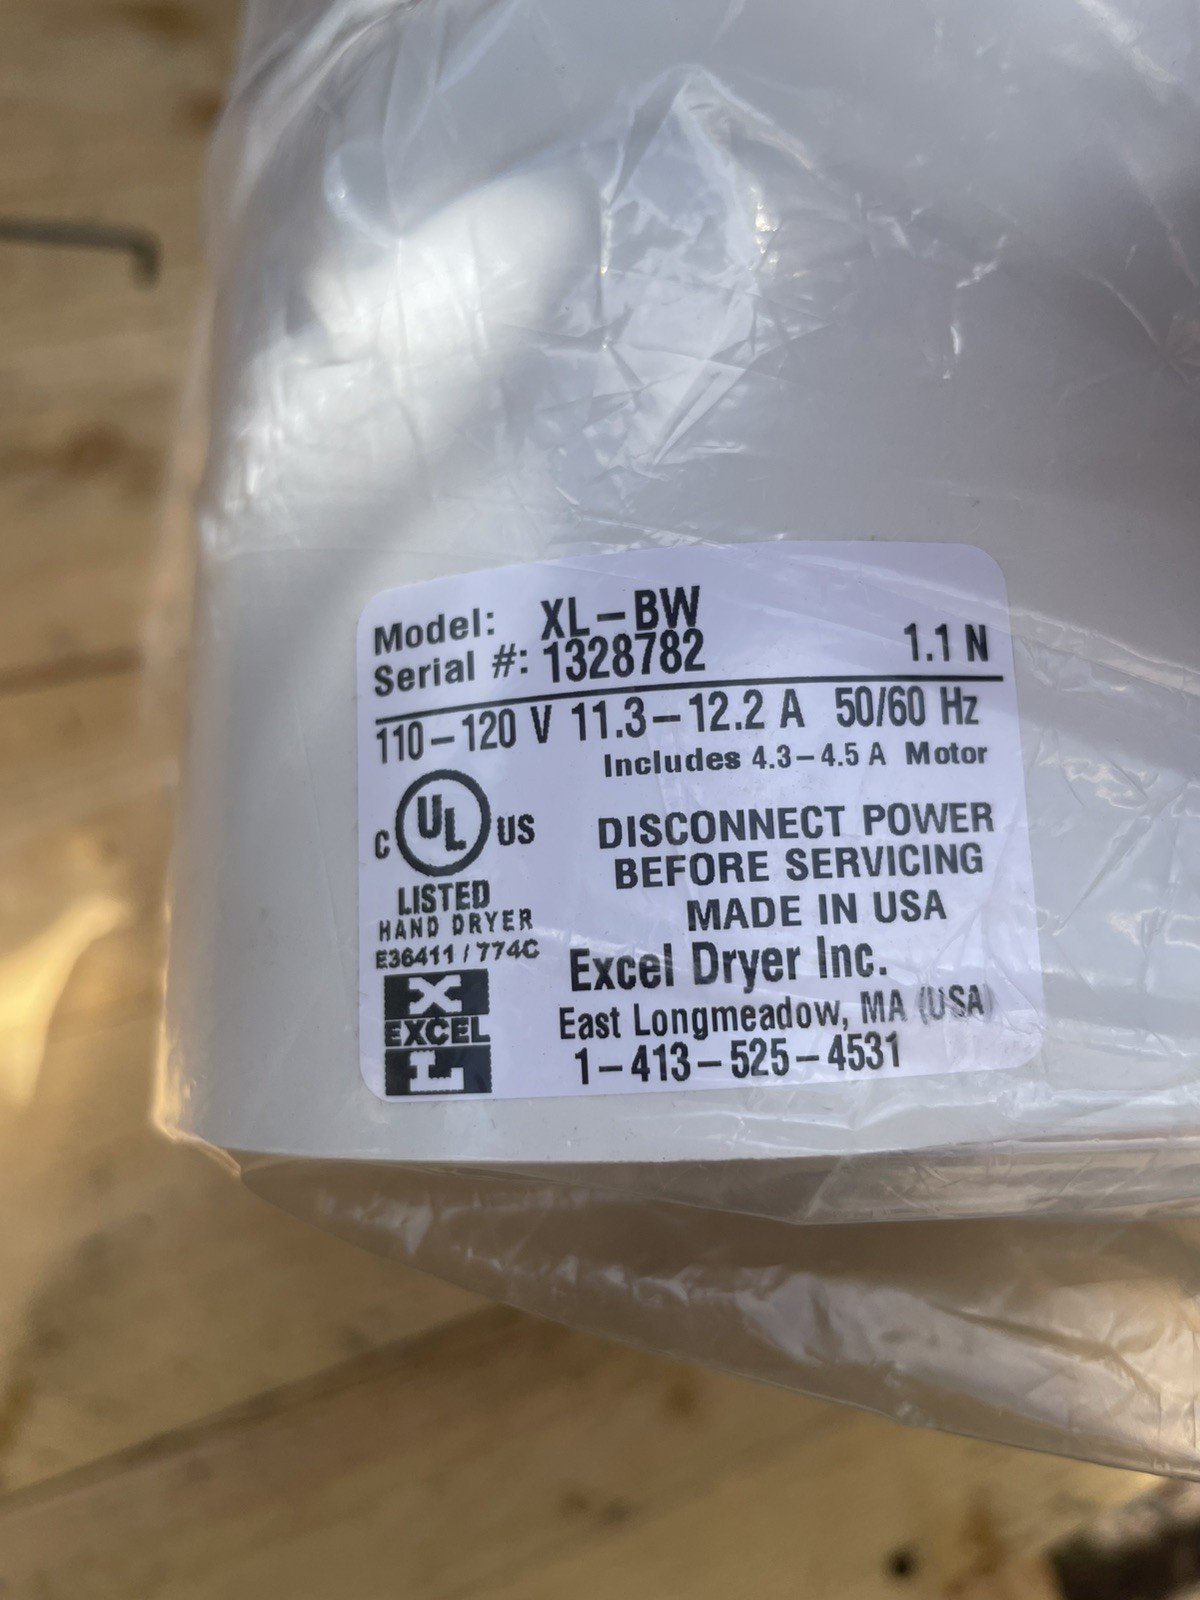 Model: XL-BW
Serial #: 1328782 1.1 N
110-120 V 11.3-12.2 A 50/60 Hz
Includes 4.3-4.5 A Motor
C UL US
LISTED
HAND DRYER
E36411 / 774C
DISCONNECT POWER
BEFORE SERVICING
MADE IN USA
X
EXCEL
L
Excel Dryer Inc.
East Longmeadow, MA (USA)
1-413-525-4531